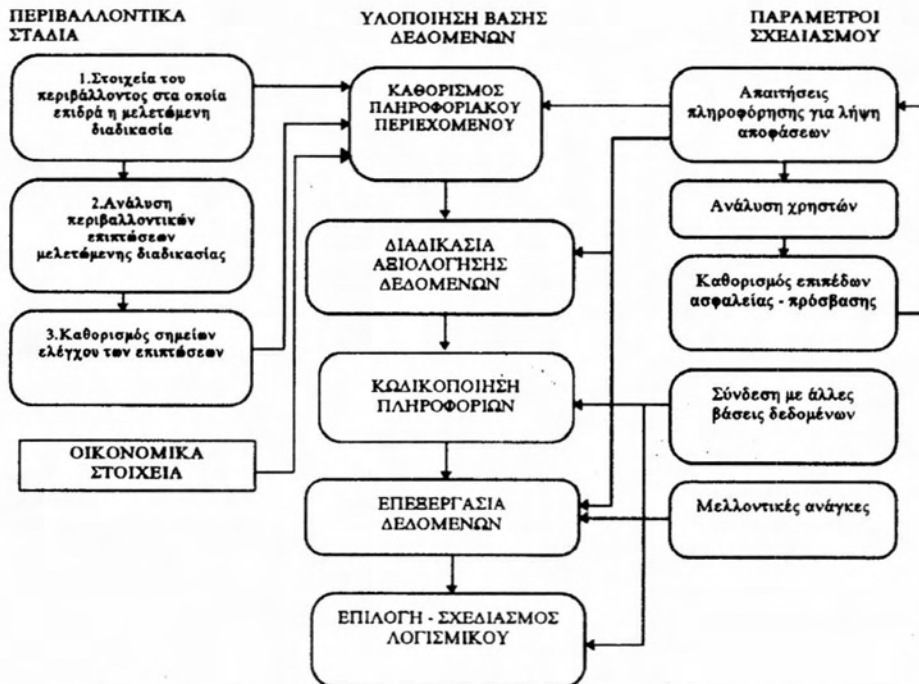 ΠΕΡΙΒΑΛΛΟΝΤΙΚΑ
ΣΤΑΔΙΑ
1.Στοιχεία του
περιβάλλοντος στα οποία
επιδρά η μελετώμενη
διαδικασία
2.Ανάλυση
περιβαλλοντικών
επιπτώσεων
μελετώμενης διαδικασίας
3.Καθορισμός σημείων
ελέγχου των επιπτώσεων
ΟΙΚΟΝΟΜΙΚΑ
ΣΤΟΙΧΕΙΑ
ΥΛΟΠΟΙΗΣΗ ΒΑΣΗΣ
ΔΕΔΟΜΕΝΩΝ
ΚΑΘΟΡΙΣΜΟΣ
ΠΛΗΡΟΦΟΡΙΑΚΟΥ
ΠΕΡΙΕΧΟΜΕΝΟΥ
ΔΙΑΔΙΚΑΣΙΑ
ΑΞΙΟΛΟΓΗΣΗΣ
ΔΕΔΟΜΕΝΩΝ
ΚΩΔΙΚΟΠΟΙΗΣΗ
ΠΛΗΡΟΦΟΡΙΩΝ
ΕΠΕΞΕΡΓΑΣΙΑ
ΔΕΔΟΜΕΝΩΝ
ΕΠΙΛΟΓΗ - ΣΧΕΔΙΑΣΜΟΣ
ΛΟΓΙΣΜΙΚΟΥ
ΠΑΡΑΜΕΤΡΟΙ
ΣΧΕΔΙΑΣΜΟΥ
Απαιτήσεις
πληροφόρησης για λήψη
αποφάσεων
Ανάλυση χρηστών
Καθορισμός επιπέδων
ασφαλείας - πρόσβασης
Σύνδεση με άλλες
βάσεις δεδομένων
Μελλοντικές ανάγκες